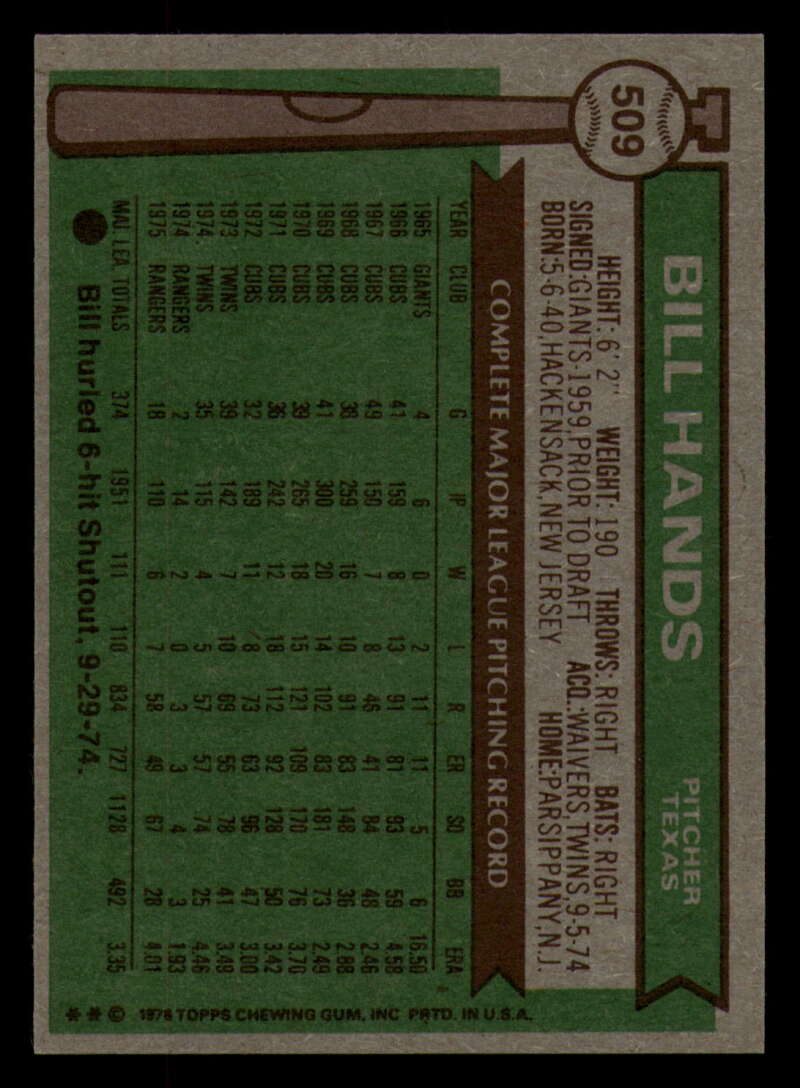 509
BILL HANDS
PITCHER
TEXAS
HEIGHT: 6' 2" WEIGHT: 190 THROWS: RIGHT BATS: RIGHT
SIGNED: GIANTS-1959, PRIOR TO DRAFT ACQ.: WAIVERS, TWINS, 9-5-74
BORN: 5-6-40, HACKENSACK, NEW JERSEY HOME: PARSIPPANY, N.J.
COMPLETE MAJOR LEAGUE PITCHING RECORD
YEAR CLUB G IP W L R ER SO BB ERA
1965 GIANTS 4 6 0 2 11 11 5 6 16.50
1966 CUBS 41 159 8 13 91 81 93 59 4.58
1967 CUBS 49 150 7 8 46 41 84 48 2.46
1968 CUBS 38 259 16 10 91 83 148 36 2.88
1969 CUBS 41 300 20 14 102 83 181 73 2.49
1970 CUBS 39 265 18 15 121 109 170 76 3.70
1971 CUBS 36 242 12 18 112 92 128 50 3.42
1972 CUBS 32 189 11 8 73 63 96 47 3.00
1973 TWINS 39 142 7 10 69 55 78 41 3.49
1974 TWINS 35 115 4 5 57 57 74 25 4.46
1974 RANGERS 2 14 2 0 3 3 4 3 1.93
1975 RANGERS 18 110 6 7 58 49 67 28 4.01
MAJ. LEA. TOTALS 374 1951 111 110 834 727 1128 492 3.35
Bill hurled 6-hit Shutout, 9-29-74.
** © 1976 TOPPS CHEWING GUM, INC PRTD. IN U.S.A.